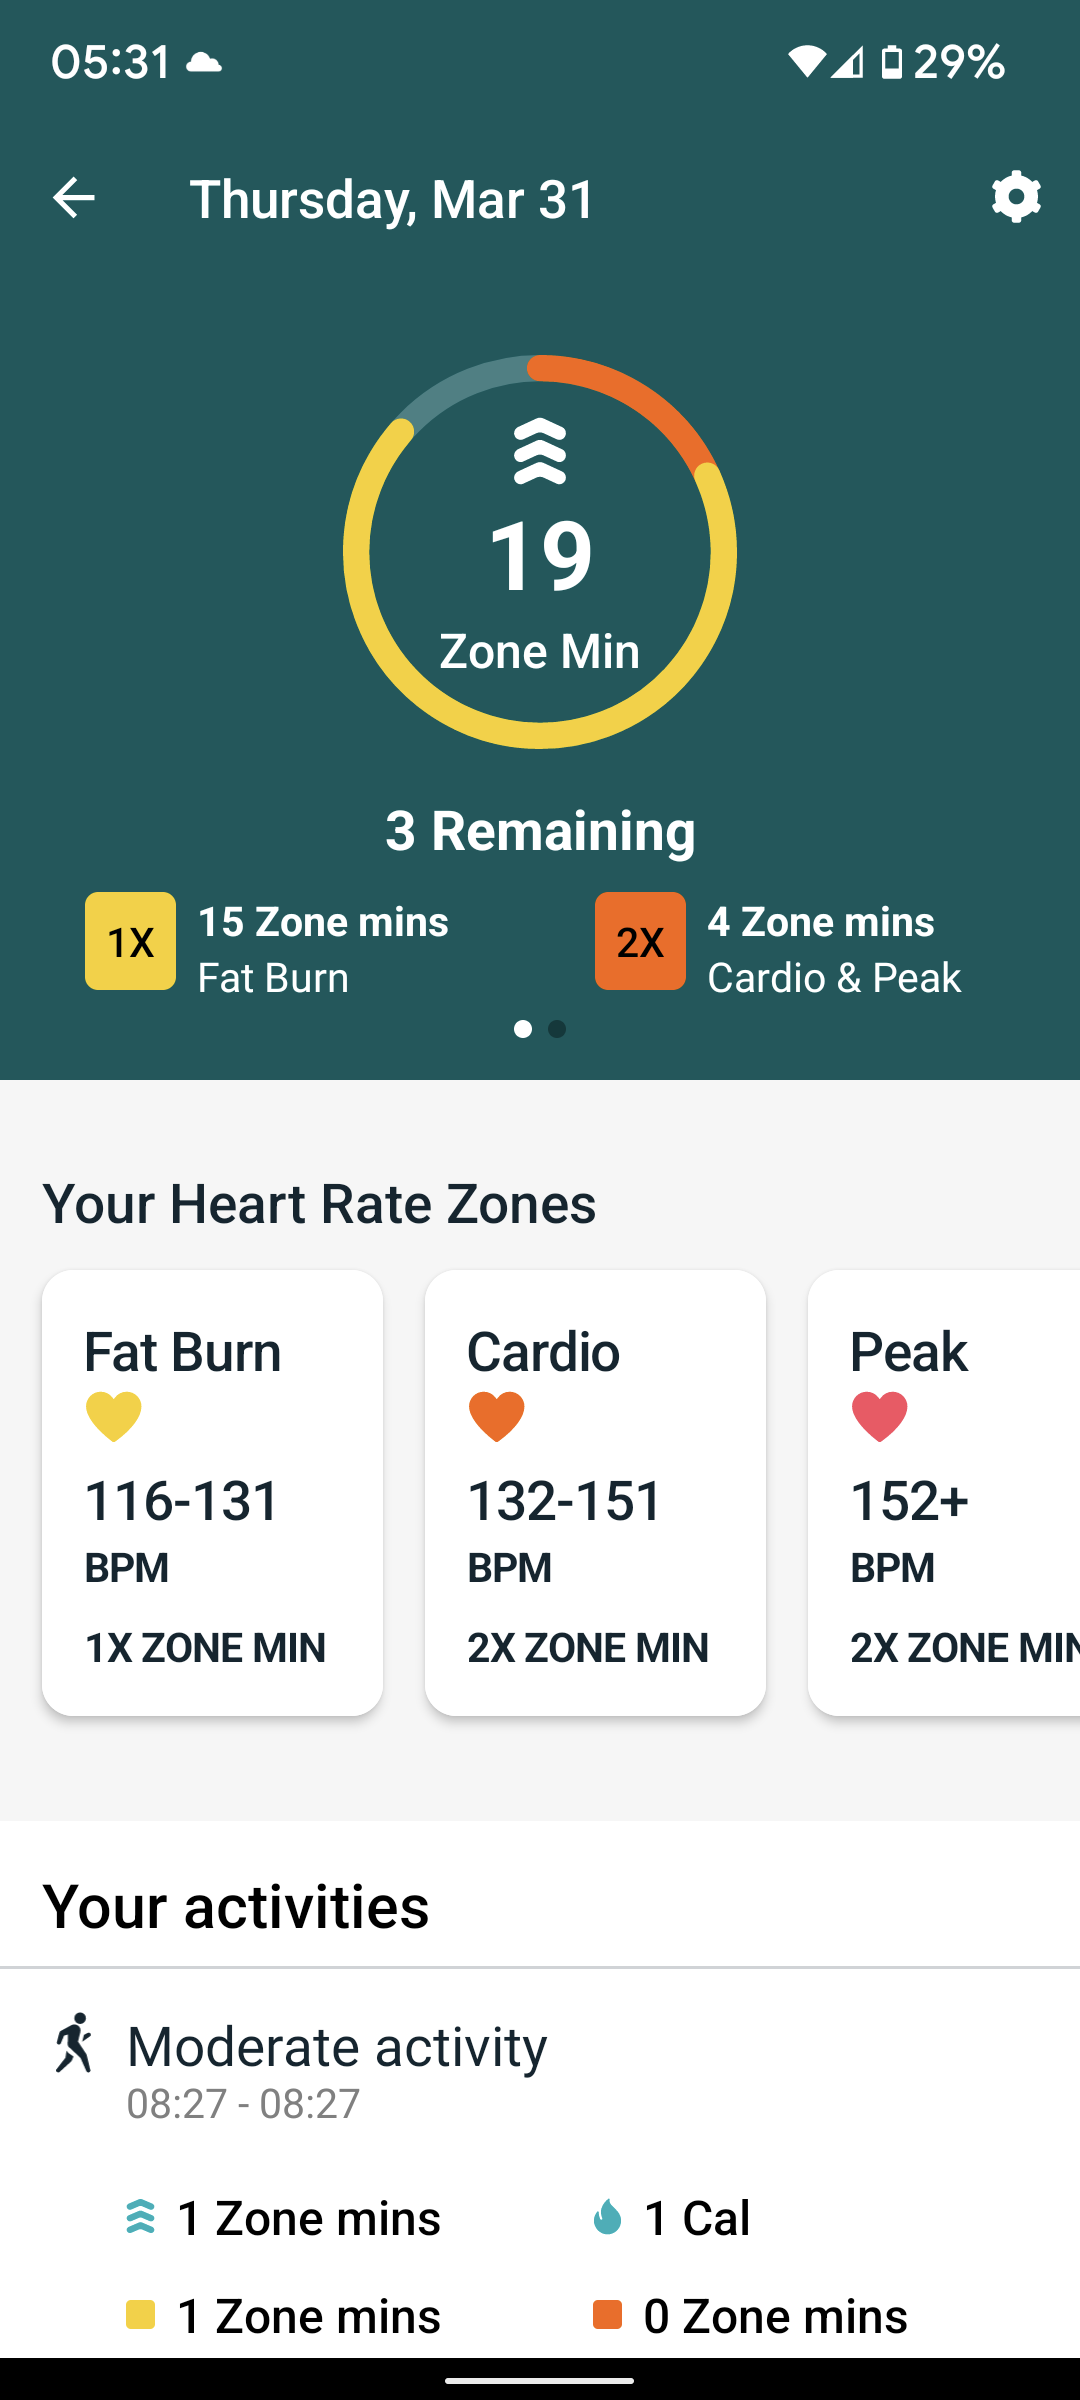 05:31
29%
Thursday, Mar 31
19
Zone Min
3 Remaining
1X
15 Zone mins
Fat Burn
2X
4 Zone mins
Cardio & Peak
Your Heart Rate Zones
Fat Burn
116-131
BPM
1X ZONE MIN
Cardio
132-151
BPM
2X ZONE MIN
Peak
152+
BPM
2X ZONE MIN
Your activities
Moderate activity
08:27 - 08:27
1 Zone mins
1 Cal
1 Zone mins
0 Zone mins